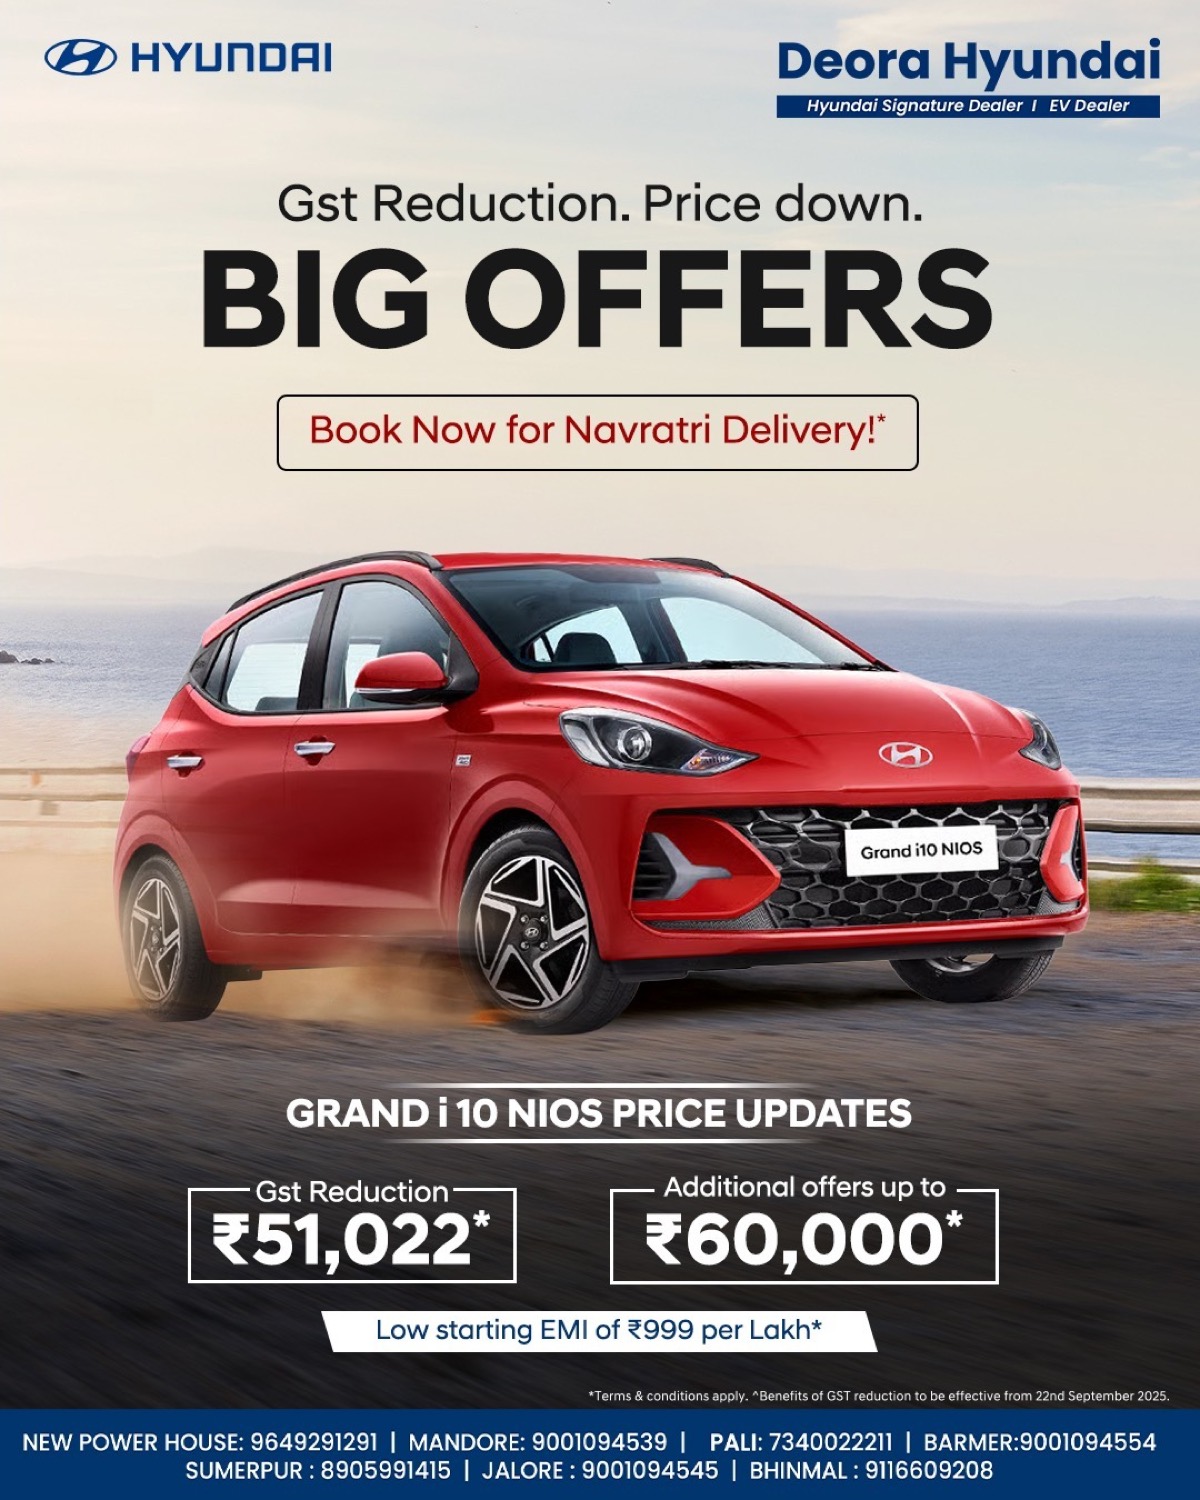 HYUNDAI
Deora Hyundai
Hyundai Signature Dealer I EV Dealer
Gst Reduction. Price down.
BIG OFFERS
Book Now for Navratri Delivery!*
Grand i10 NIOS
GRAND i 10 NIOS PRICE UPDATES
Gst Reduction
₹51,022*
Additional offers up to
₹60,000*
Low starting EMI of ₹999 per Lakh*
*Terms & conditions apply. ^Benefits of GST reduction to be effective from 22nd September 2025.
NEW POWER HOUSE: 9649291291 | MANDORE: 9001094539 | PALI: 7340022211 | BARMER:9001094554
SUMERPUR : 8905991415 | JALORE : 9001094545 | BHINMAL : 9116609208